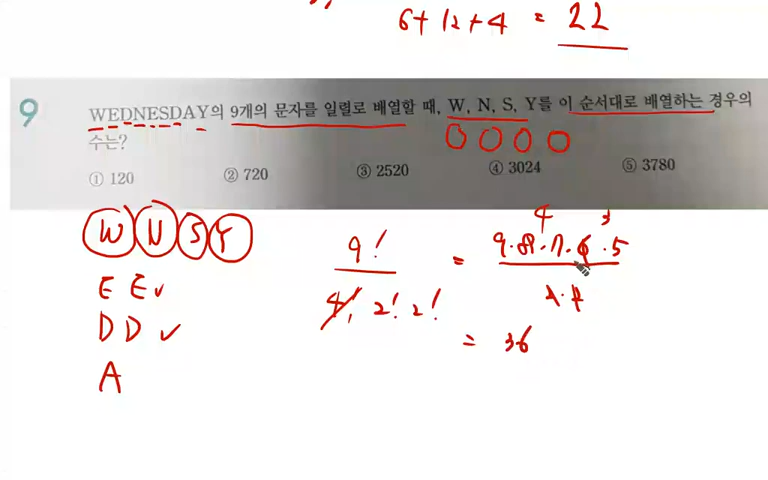 6 + 12 + 4 = 22
9 WEDNESDAY의 9개의 문자를 일렬로 배열할 때, W, N, S, Y를 이 순서대로 배열하는 경우의
수는?
① 120 ② 720 ③ 2520 ④ 3024 ⑤ 3780
W N S Y
E E
D D
A
9! / 4! 2! 2! = 9·8·7·6·5 / 2·2
4 3
= 36